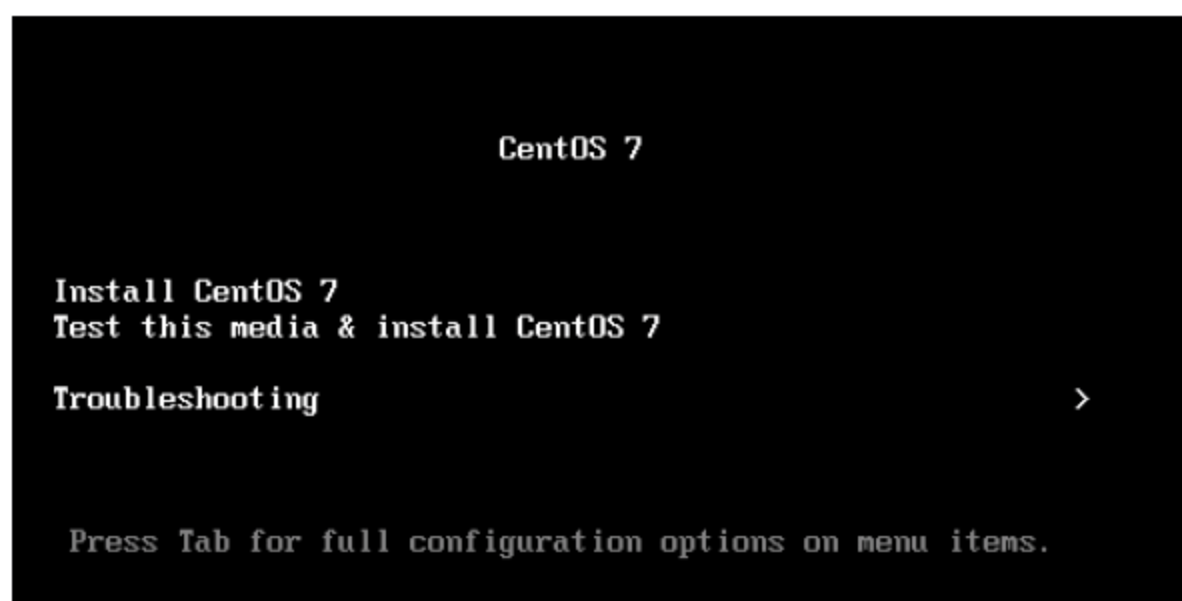 CentOS 7
Install CentOS 7
Test this media & install CentOS 7
Troubleshooting >
Press Tab for full configuration options on menu items.